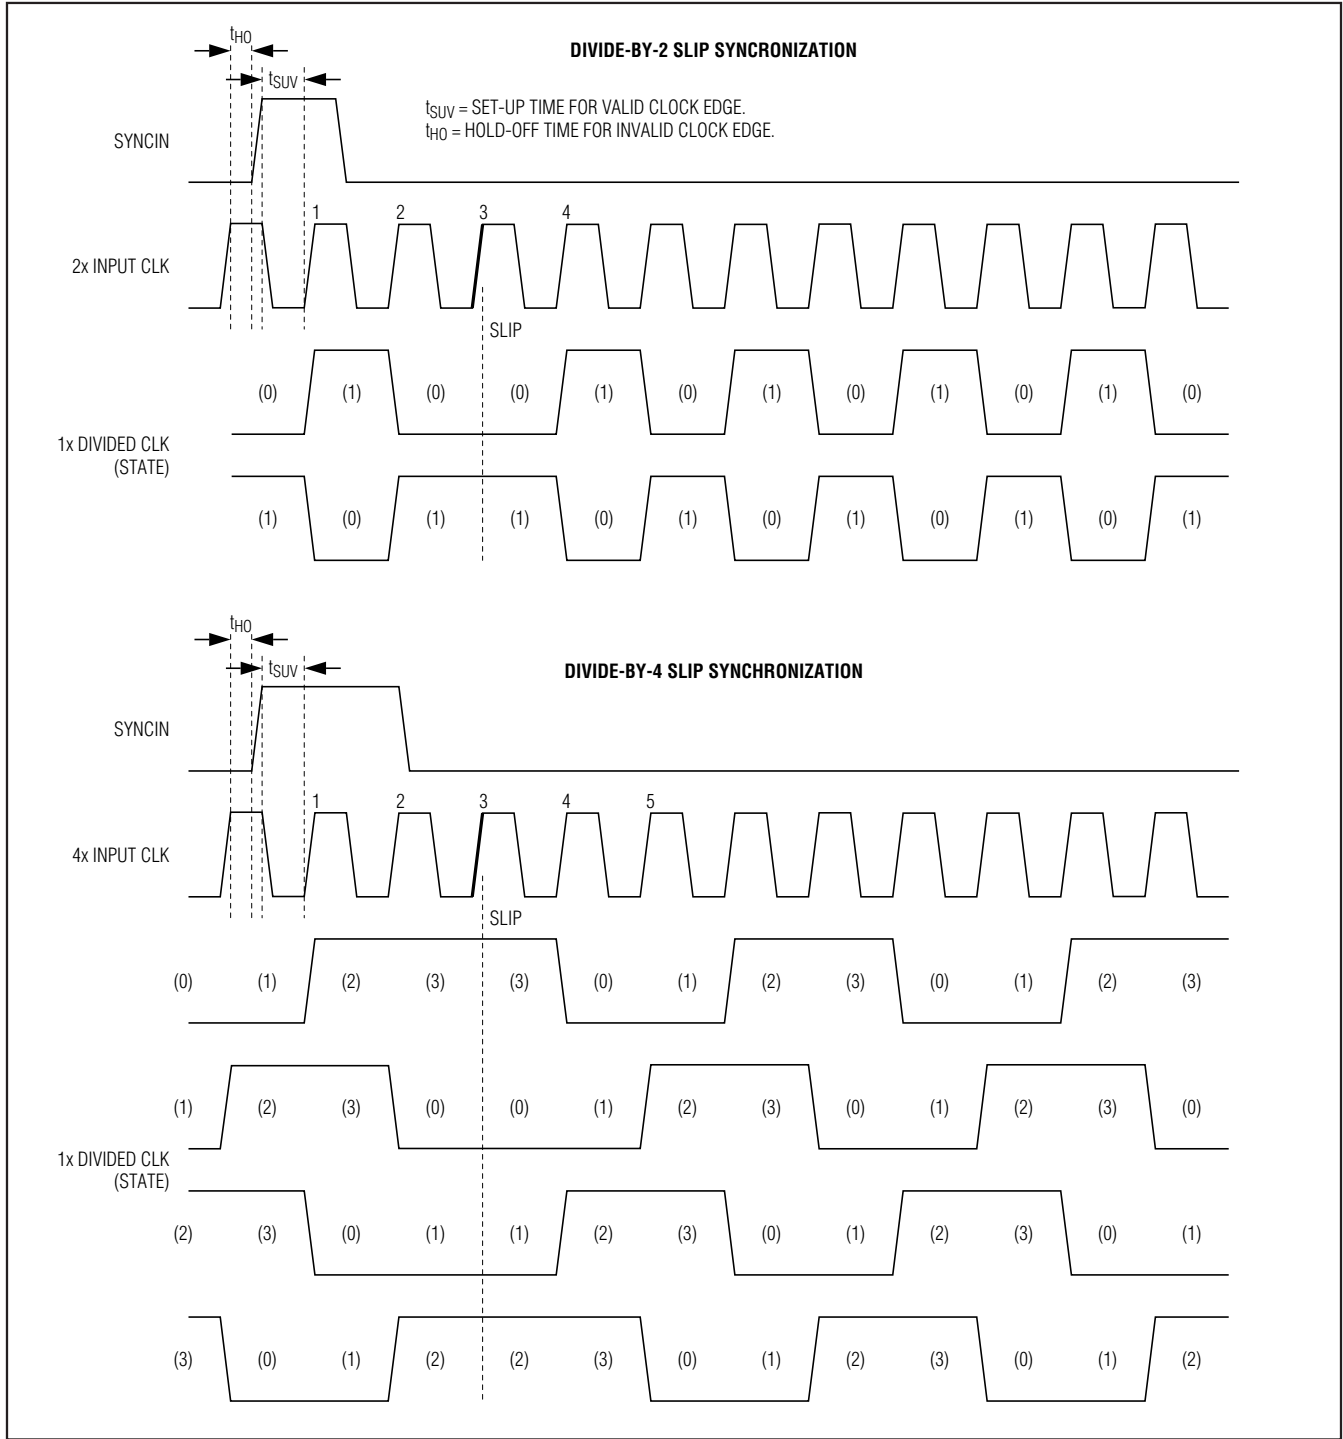 tHO
DIVIDE-BY-2 SLIP SYNCRONIZATION
tSUV
tSUV = SET-UP TIME FOR VALID CLOCK EDGE.
tHO = HOLD-OFF TIME FOR INVALID CLOCK EDGE.
SYNCIN
1 2 3 4
2x INPUT CLK
SLIP
(0) (1) (0) (0) (1) (0) (1) (0) (1) (0) (1) (0)
1x DIVIDED CLK
(STATE)
(1) (0) (1) (1) (0) (1) (0) (1) (0) (1) (0) (1)
tHO
tSUV
DIVIDE-BY-4 SLIP SYNCHRONIZATION
SYNCIN
1 2 3 4 5
4x INPUT CLK
SLIP
(0) (1) (2) (3) (3) (0) (1) (2) (3) (0) (1) (2) (3)
(1) (2) (3) (0) (0) (1) (2) (3) (0) (1) (2) (3) (0)
1x DIVIDED CLK
(STATE)
(2) (3) (0) (1) (1) (2) (3) (0) (1) (2) (3) (0) (1)
(3) (0) (1) (2) (2) (3) (0) (1) (2) (3) (0) (1) (2)